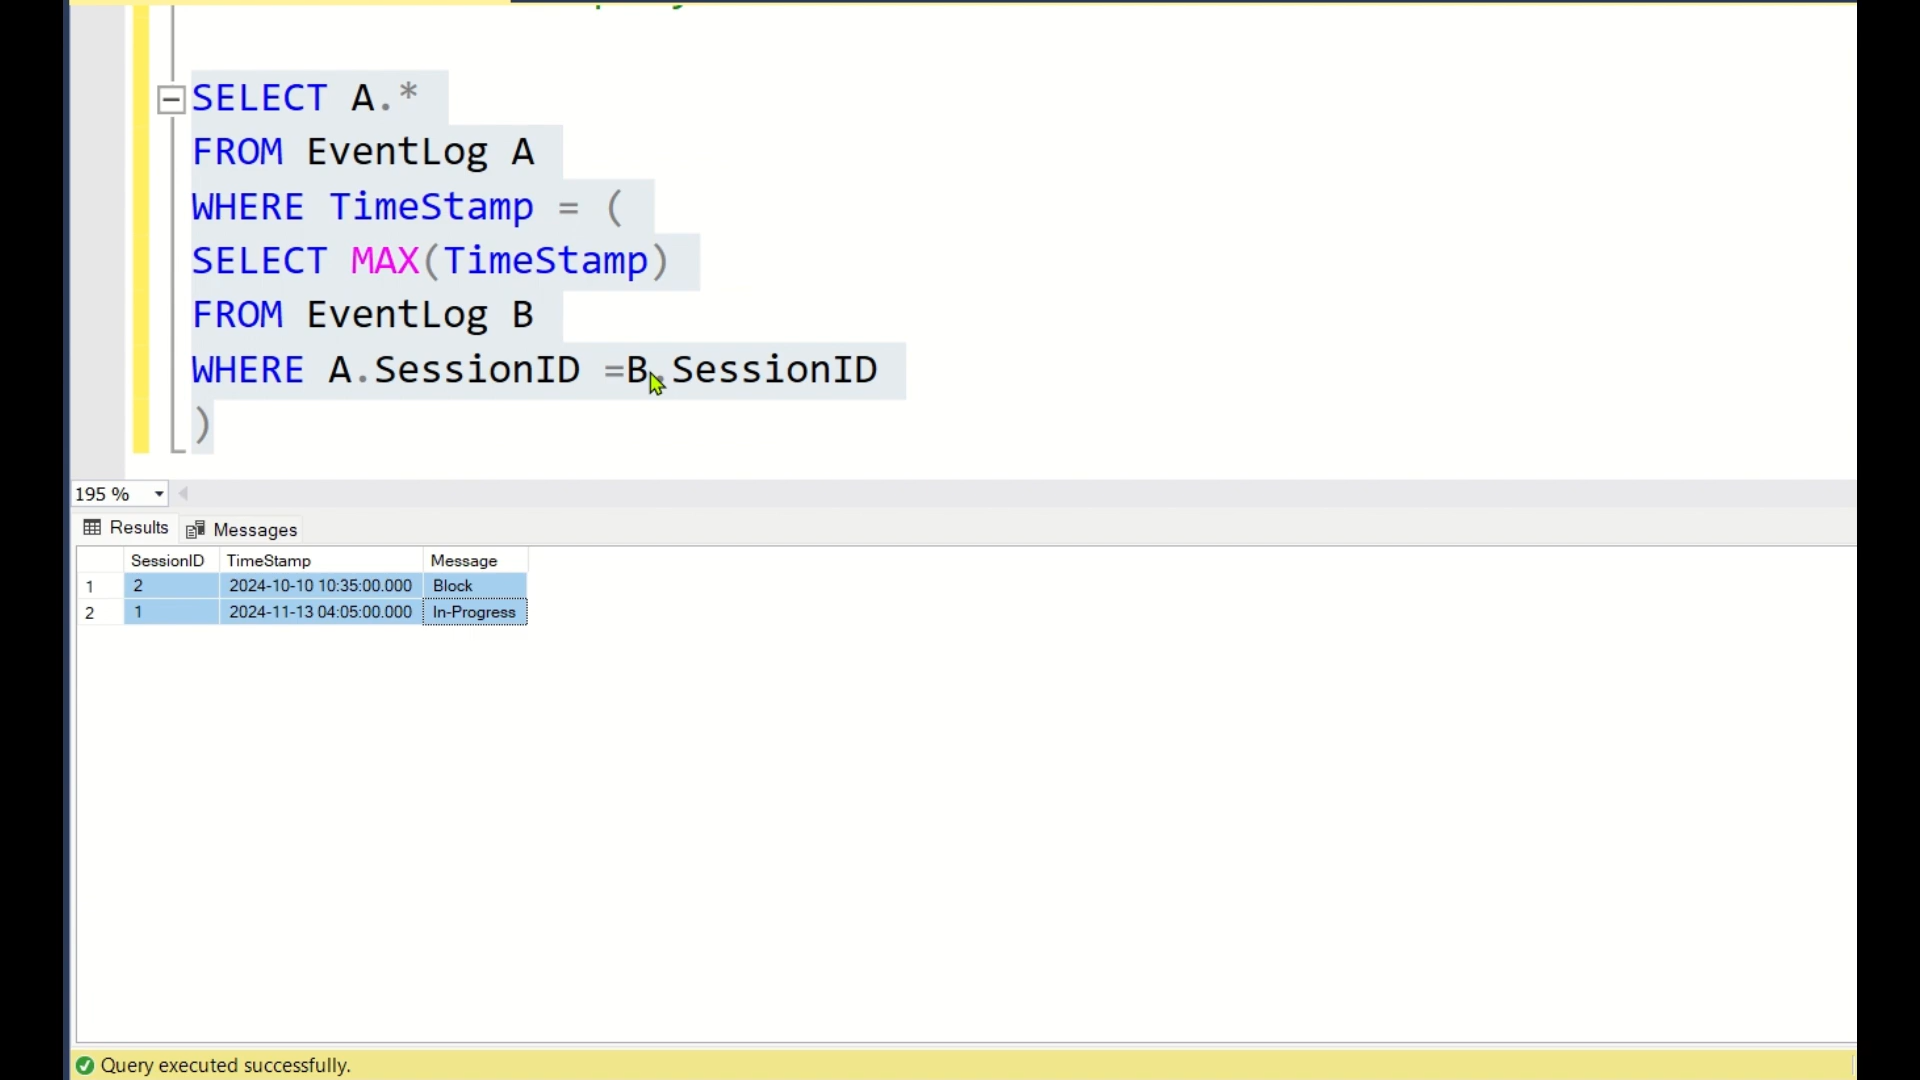 SELECT A.*
FROM EventLog A
WHERE TimeStamp = (
SELECT MAX(TimeStamp)
FROM EventLog B
WHERE A.SessionID =B.SessionID
)
195 %
Results Messages
SessionID TimeStamp Message
1 2 2024-10-10 10:35:00.000 Block
2 1 2024-11-13 04:05:00.000 In-Progress
Query executed successfully.